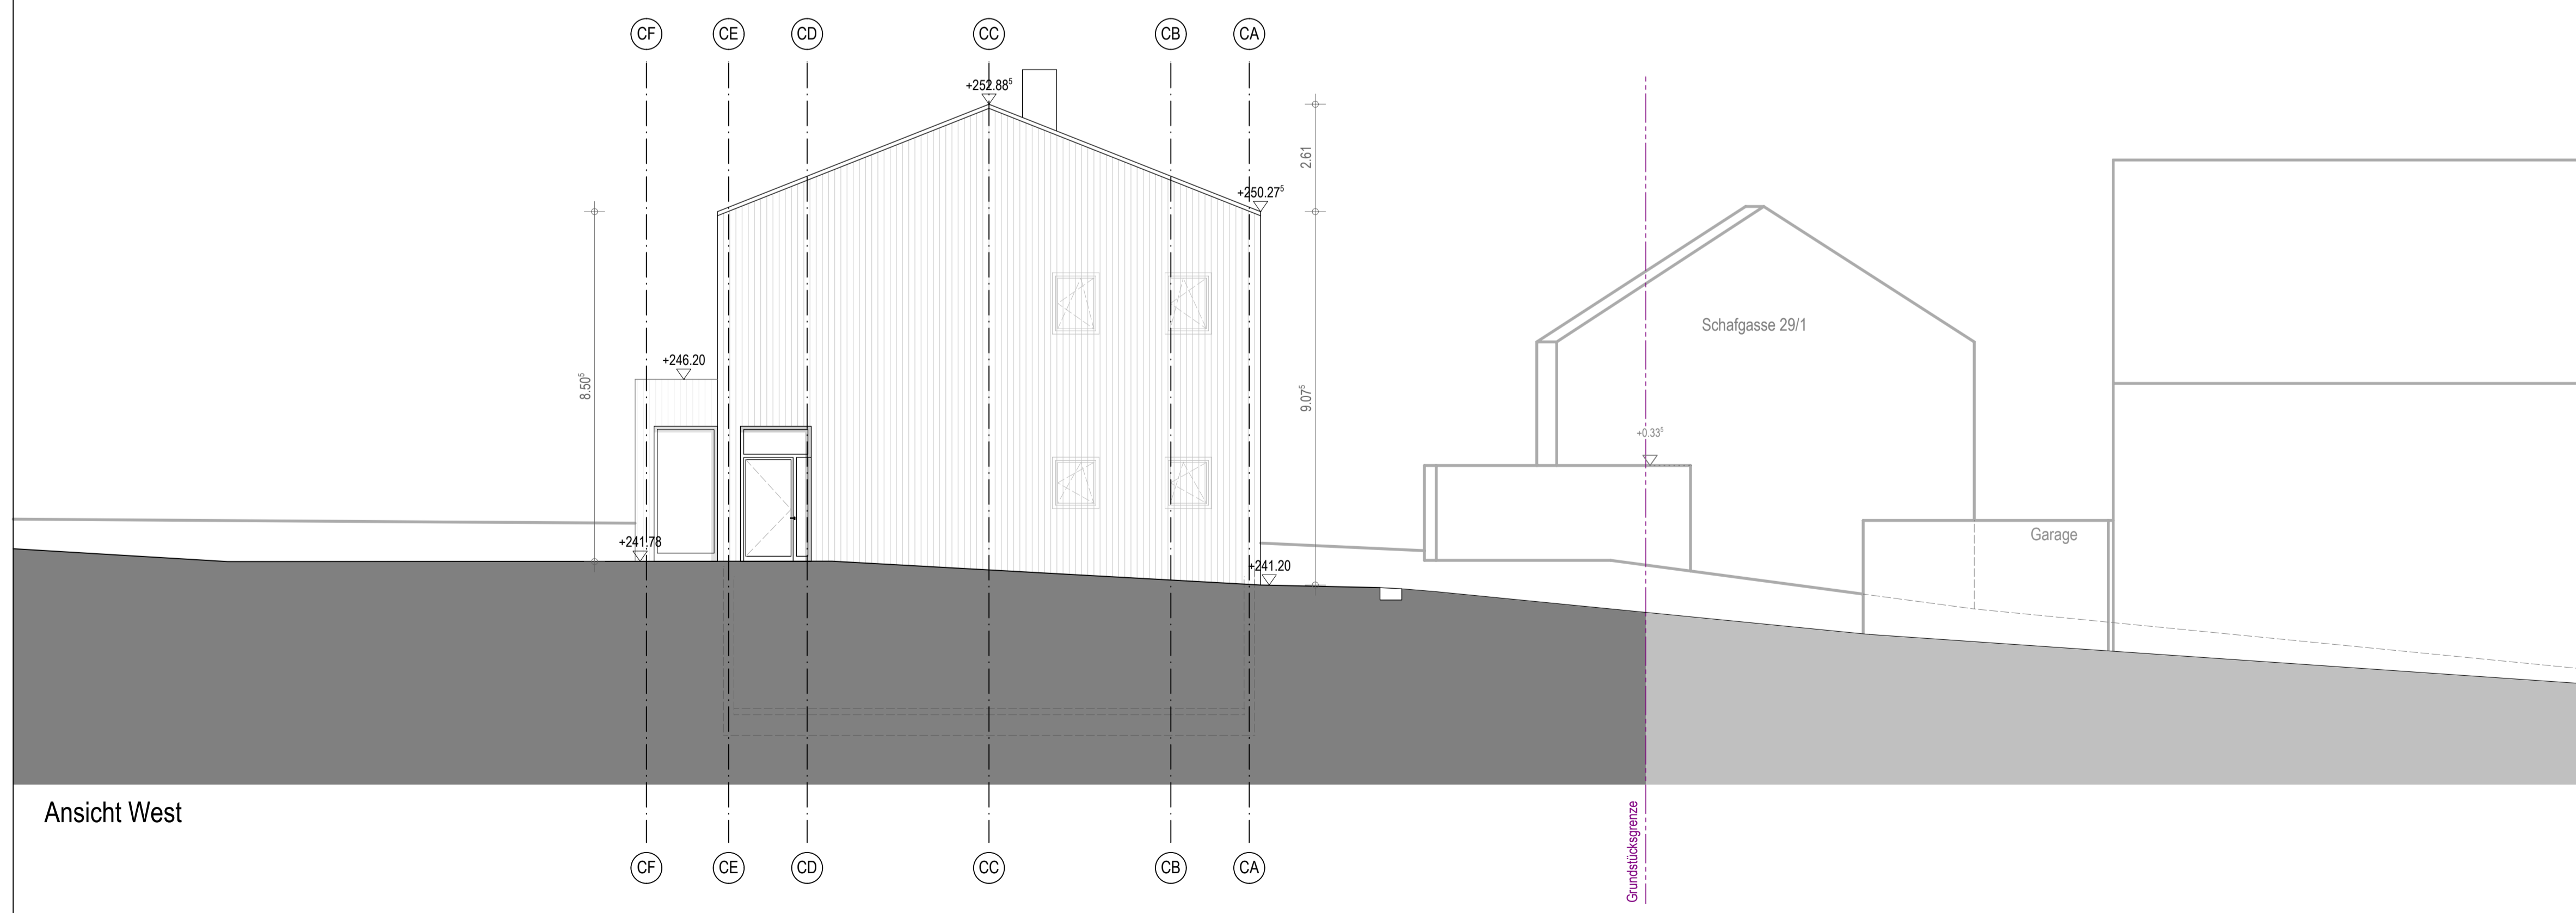 CF CE CD CC CB CA
+252.88⁵
2.61
+250.27⁵
Schafgasse 29/1
+246.20
8.50⁵
9.07⁵
+0.33⁵
Garage
+241.78
+241.20
Ansicht West
Grundstücksgrenze
CF CE CD CC CB CA